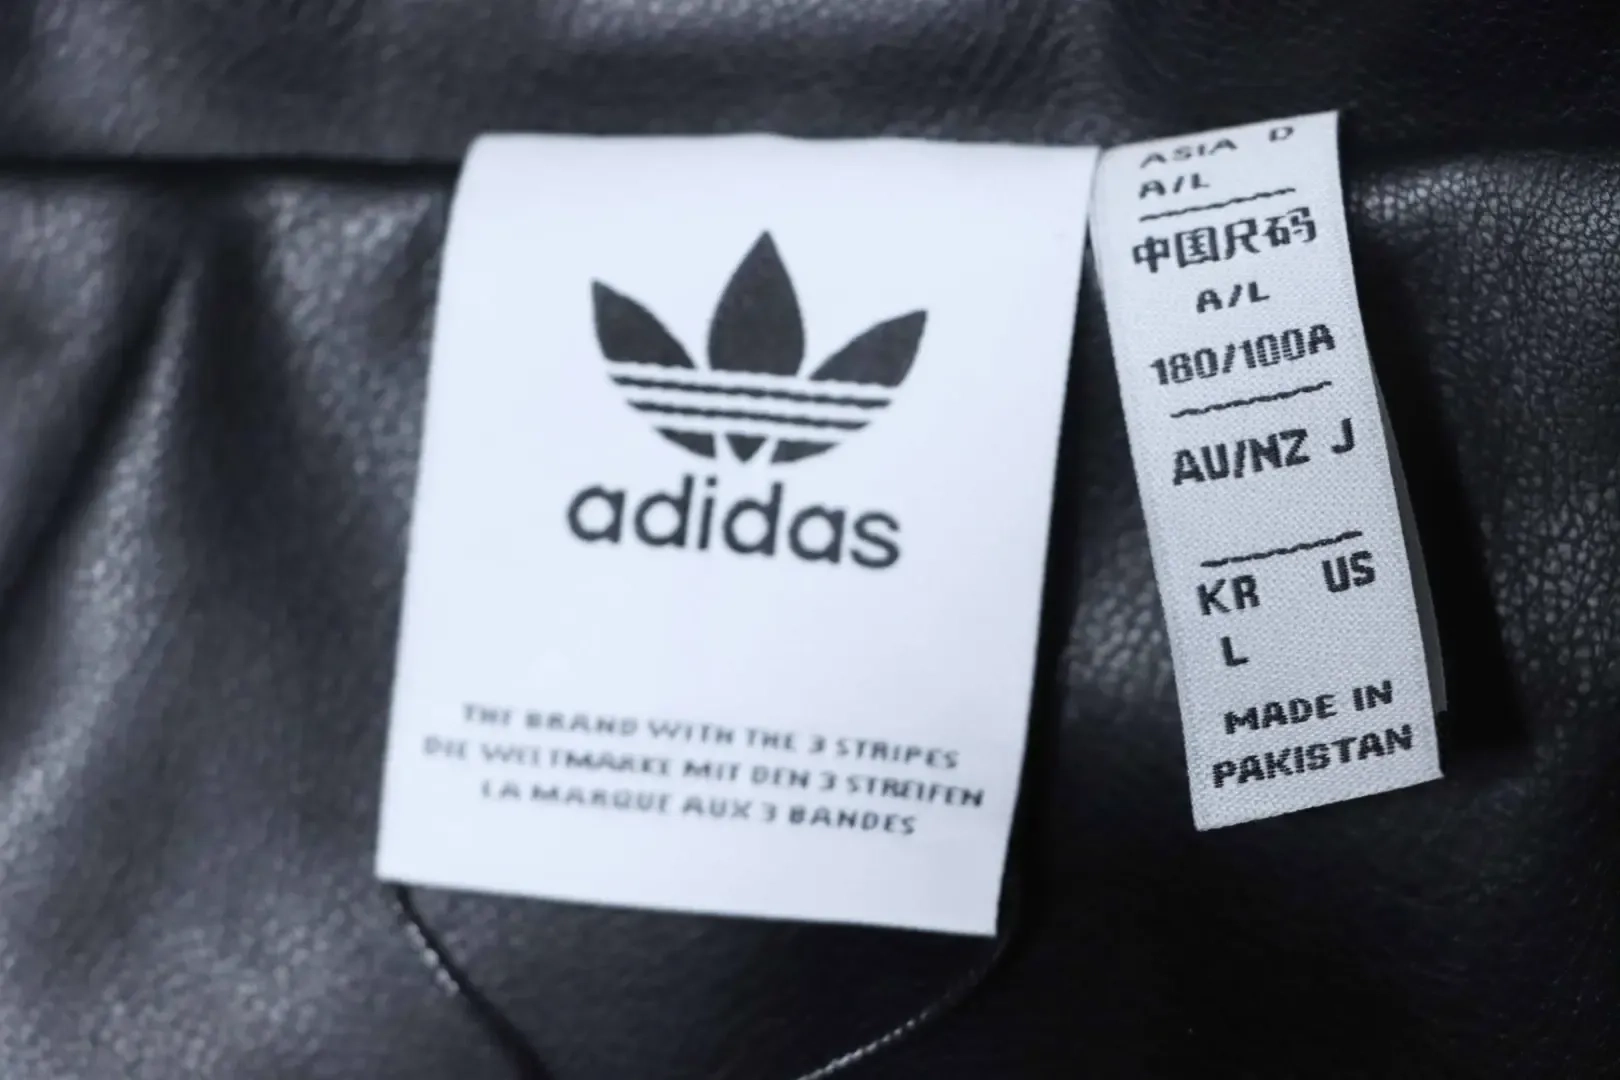 adidas
THE BRAND WITH THE 3 STRIPES
DIE WELTMARKE MIT DEN 3 STREIFEN
LA MARQUE AUX 3 BANDES
ASIA D
A/L
中国尺码
A/L
180/100A
AU/NZ J
KR US
L
MADE IN
PAKISTAN